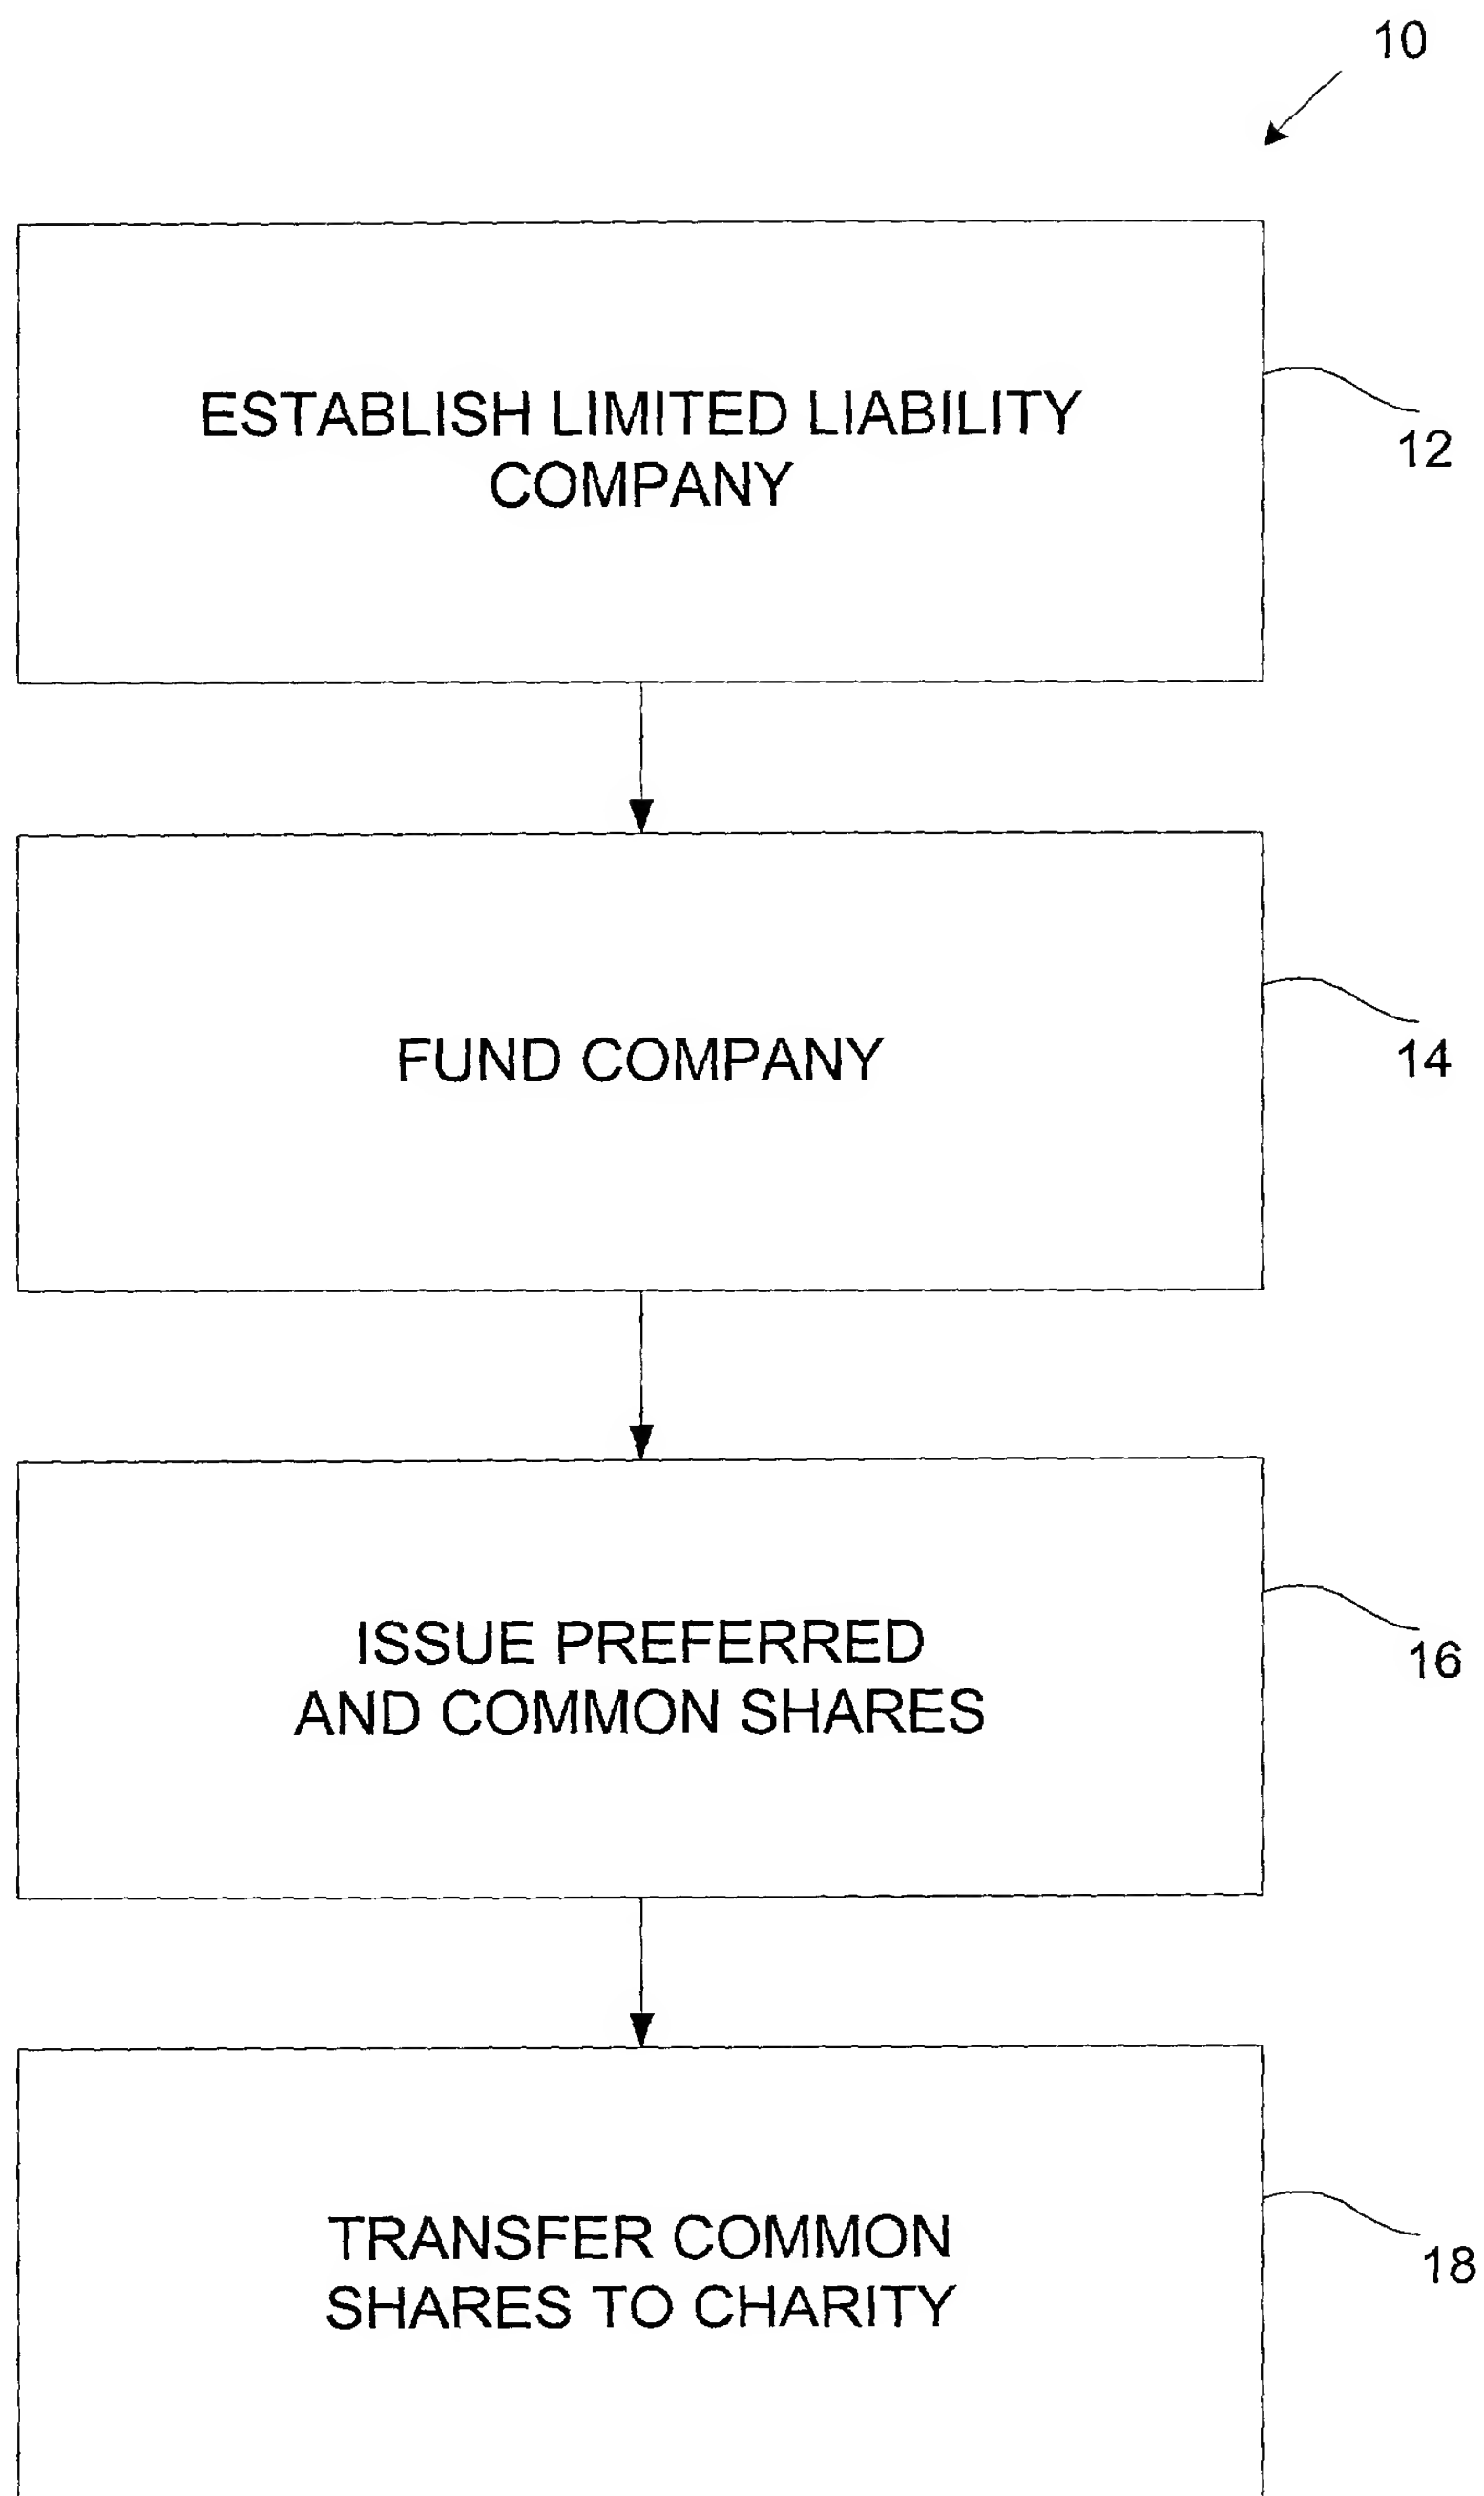 10
ESTABLISH LIMITED LIABILITY
COMPANY
12
FUND COMPANY
14
ISSUE PREFERRED
AND COMMON SHARES
16
TRANSFER COMMON
SHARES TO CHARITY
18